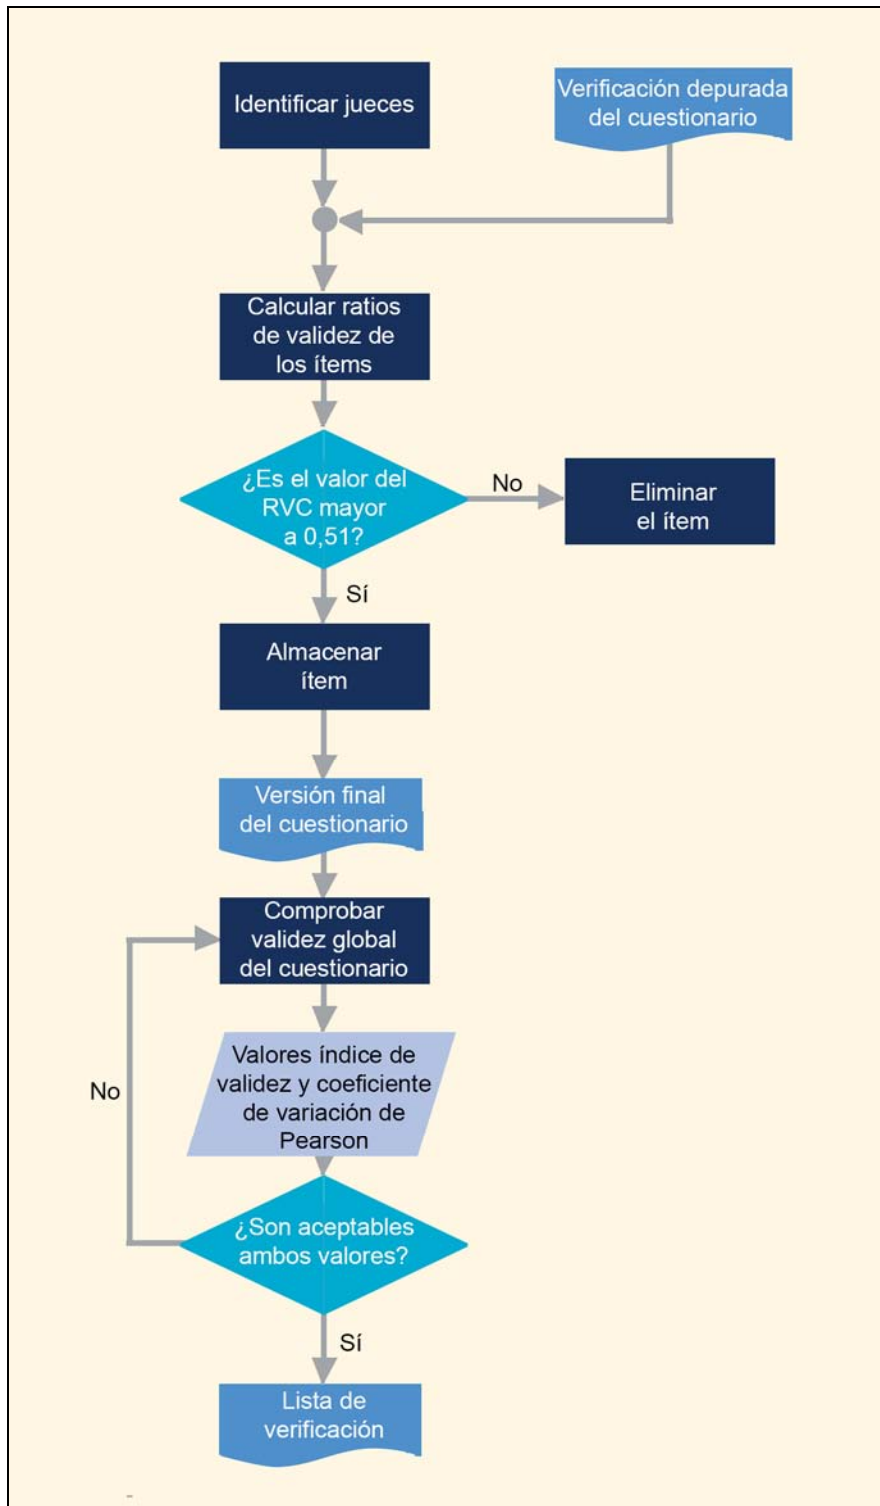 Identificar jueces
Verificación depurada
del cuestionario
Calcular ratios
de validez de
los ítems
¿Es el valor del
RVC mayor
a 0,51?
No
Eliminar
el ítem
Sí
Almacenar
ítem
Versión final
del cuestionario
Comprobar
validez global
del cuestionario
Valores índice de
validez y coeficiente
de variación de
Pearson
No
¿Son aceptables
ambos valores?
Sí
Lista de
verificación